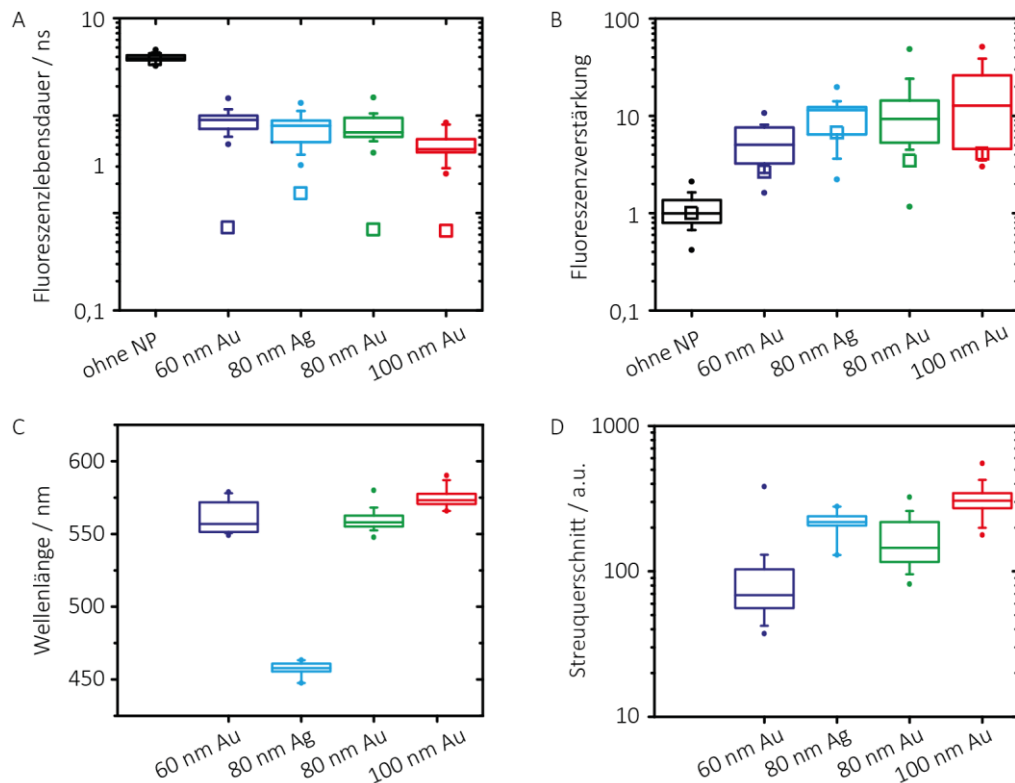 A
Fluoreszenzlebensdauer / ns
10
1
0,1
ohne NP
60 nm Au
80 nm Ag
80 nm Au
100 nm Au
B
Fluoreszenzverstärkung
100
10
1
0,1
ohne NP
60 nm Au
80 nm Ag
80 nm Au
100 nm Au
C
Wellenlänge / nm
600
550
500
450
60 nm Au
80 nm Ag
80 nm Au
100 nm Au
D
Streuquerschnitt / a.u.
1000
100
10
60 nm Au
80 nm Ag
80 nm Au
100 nm Au